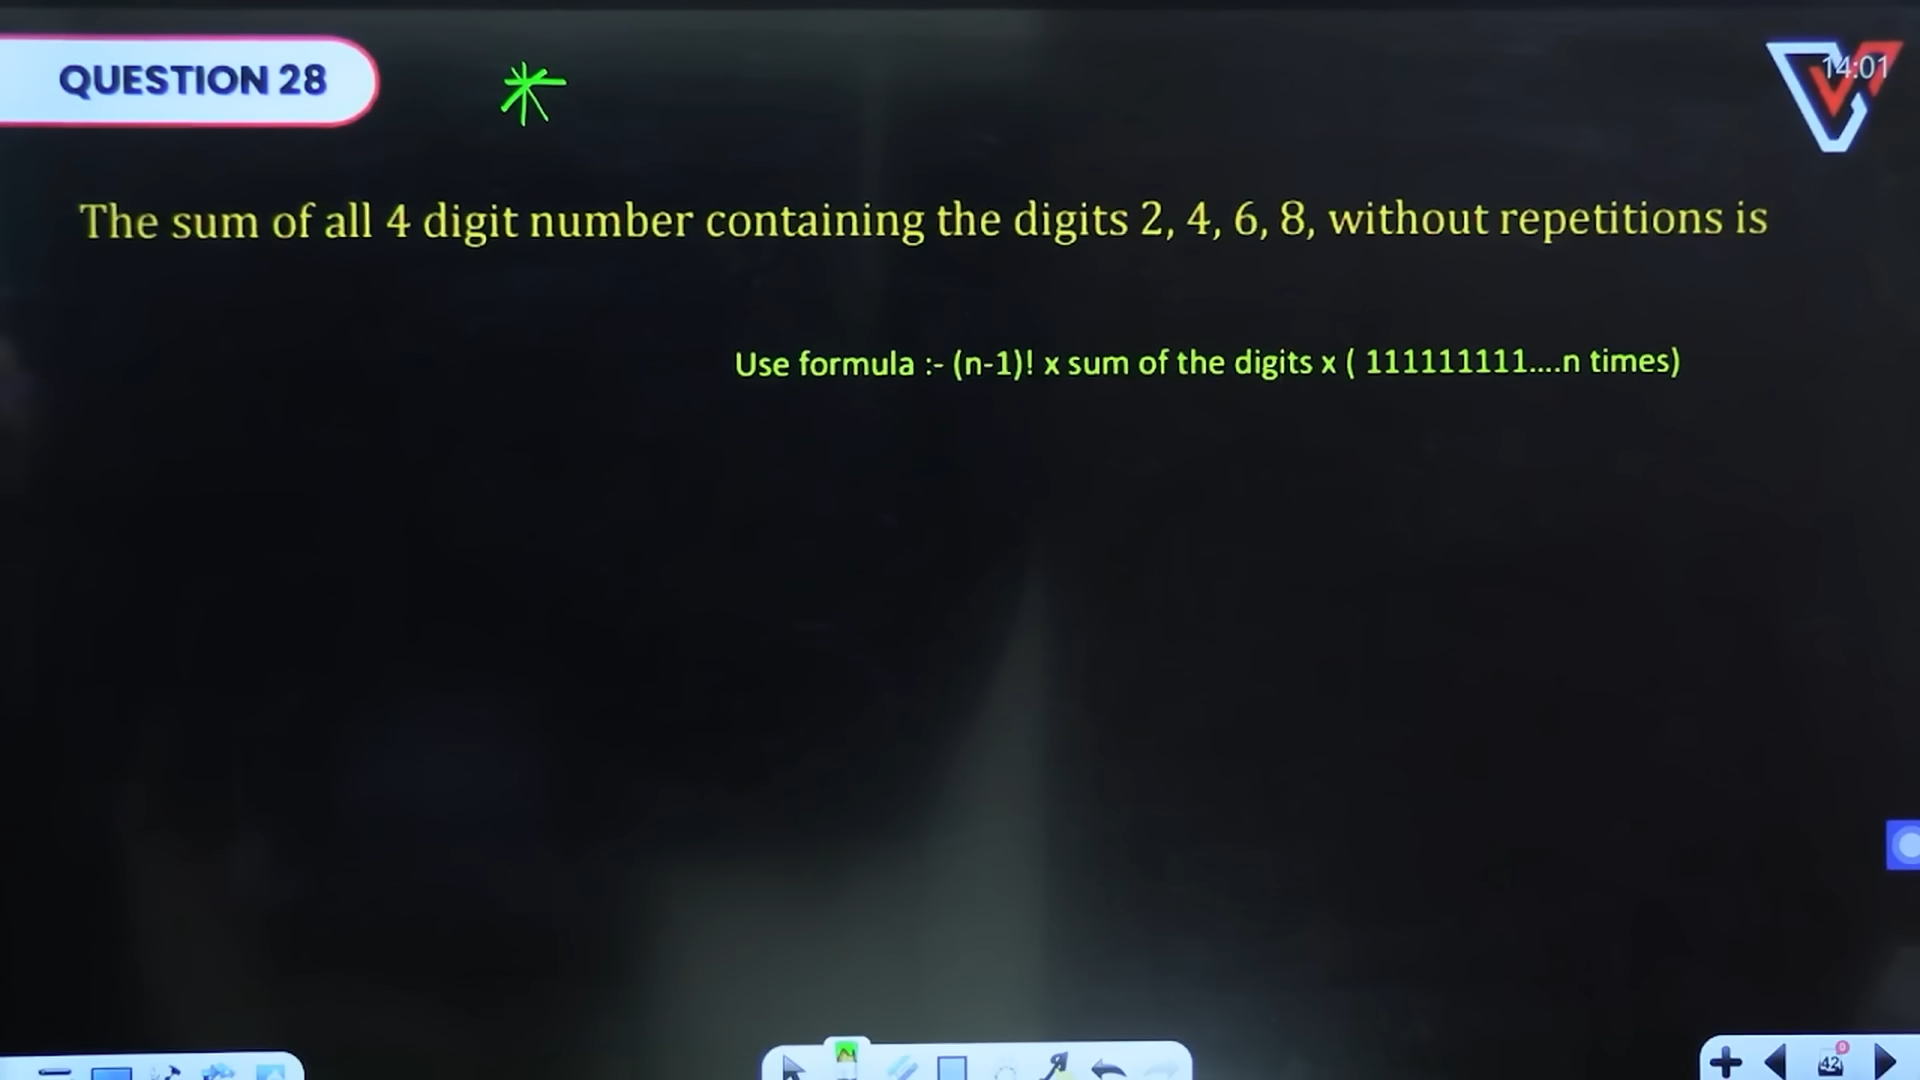 QUESTION 28
14:01
The sum of all 4 digit number containing the digits 2, 4, 6, 8, without repetitions is
Use formula :- (n-1)! x sum of the digits x ( 111111111....n times)
42
0